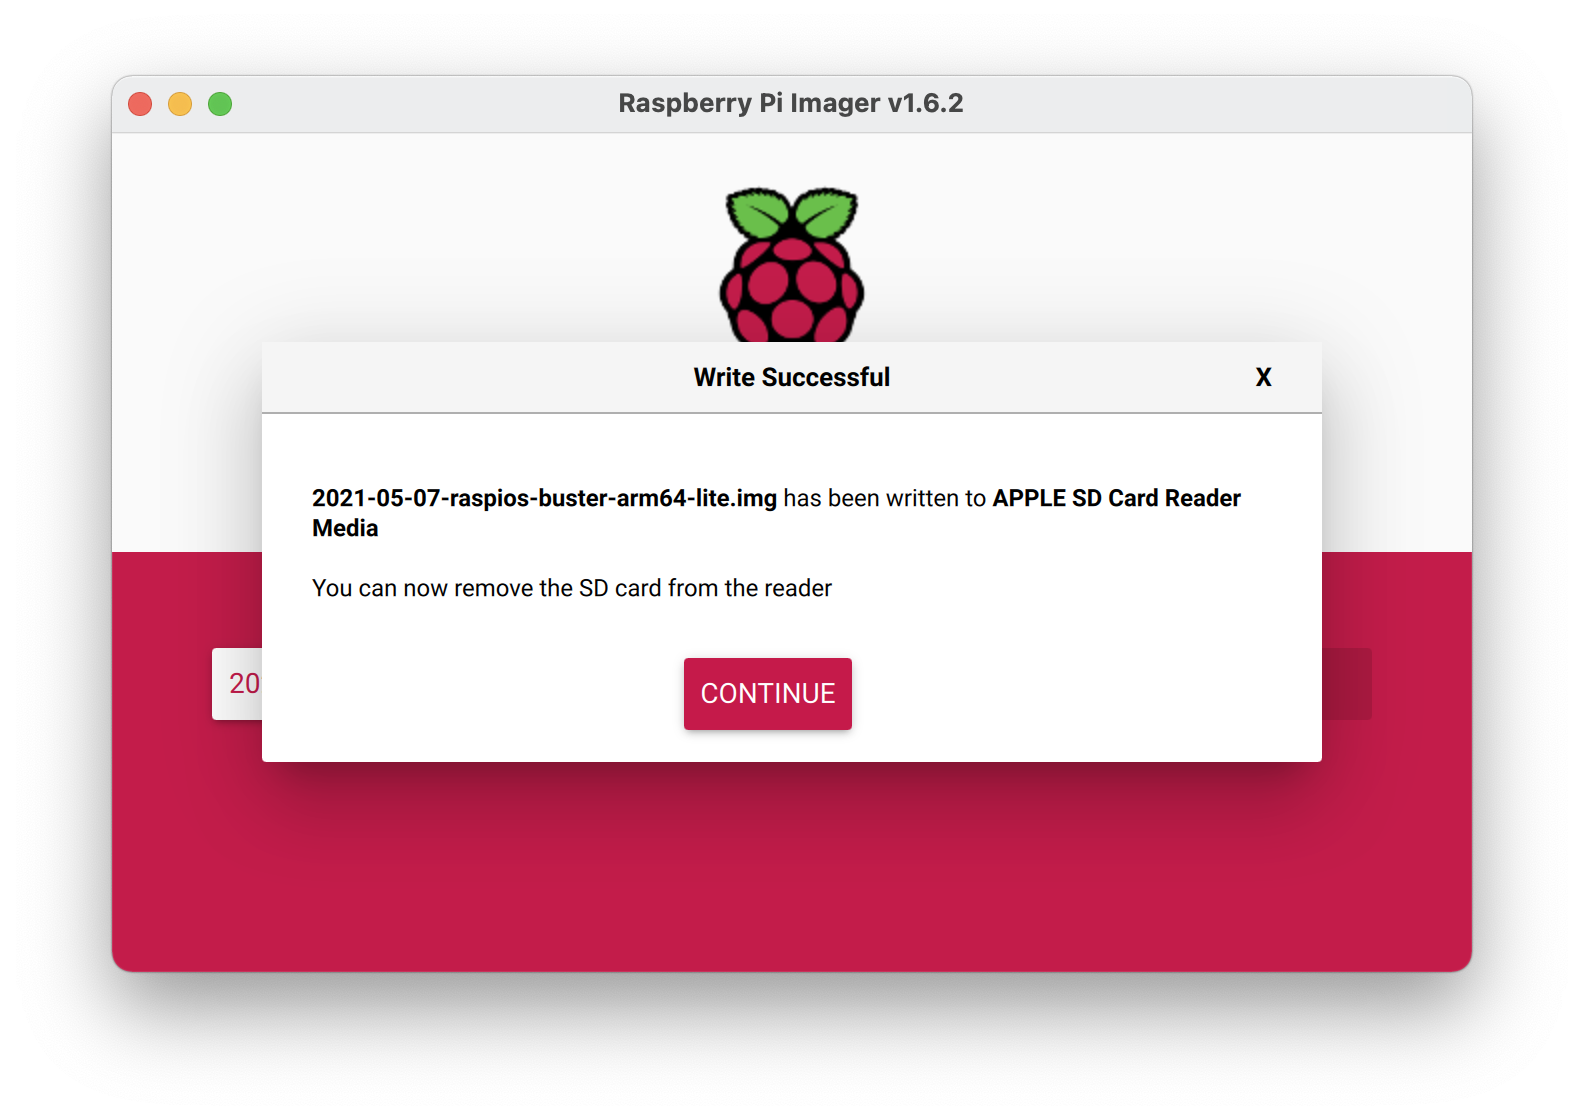 Raspberry Pi Imager v1.6.2
Write Successful X
2021-05-07-raspios-buster-arm64-lite.img has been written to APPLE SD Card Reader
Media
You can now remove the SD card from the reader
20
CONTINUE